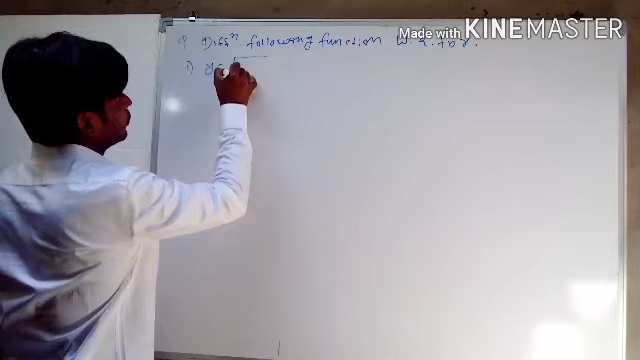 Made with KINEMASTER
Q Diffⁿ following function w.r.to x.
1) y =